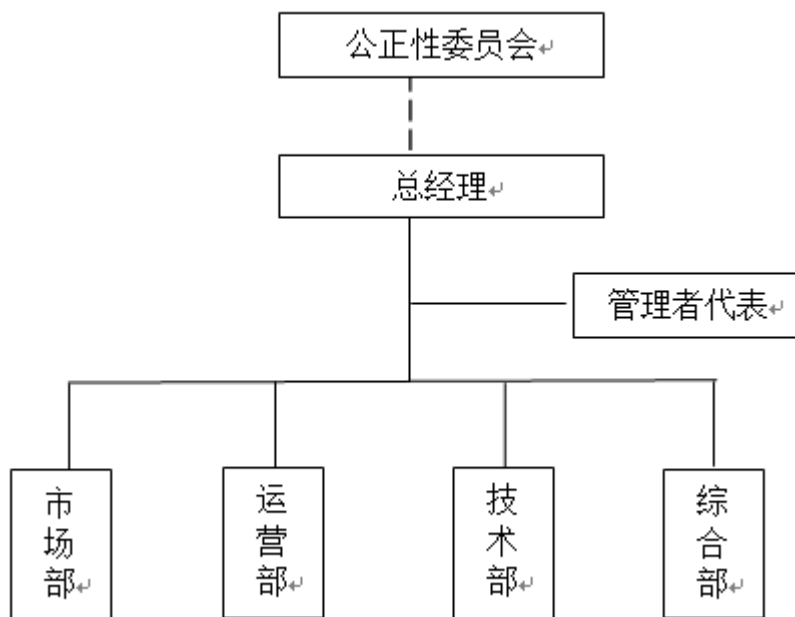 公正性委员会
总经理
管理者代表
市场部
运营部
技术部
综合部